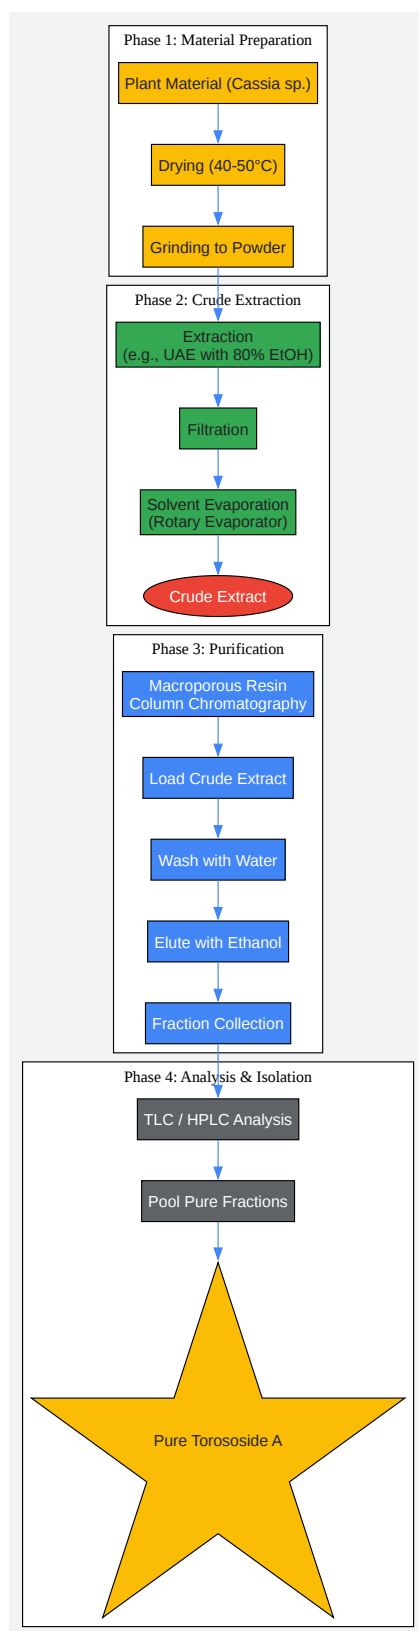 Phase 1: Material Preparation
Plant Material (Cassia sp.)
Drying (40-50°C)
Grinding to Powder
Phase 2: Crude Extraction
Extraction
(e.g., UAE with 80% EtOH)
Filtration
Solvent Evaporation
(Rotary Evaporator)
Crude Extract
Phase 3: Purification
Macroporous Resin
Column Chromatography
Load Crude Extract
Wash with Water
Elute with Ethanol
Fraction Collection
Phase 4: Analysis & Isolation
TLC / HPLC Analysis
Pool Pure Fractions
Pure Torososide A